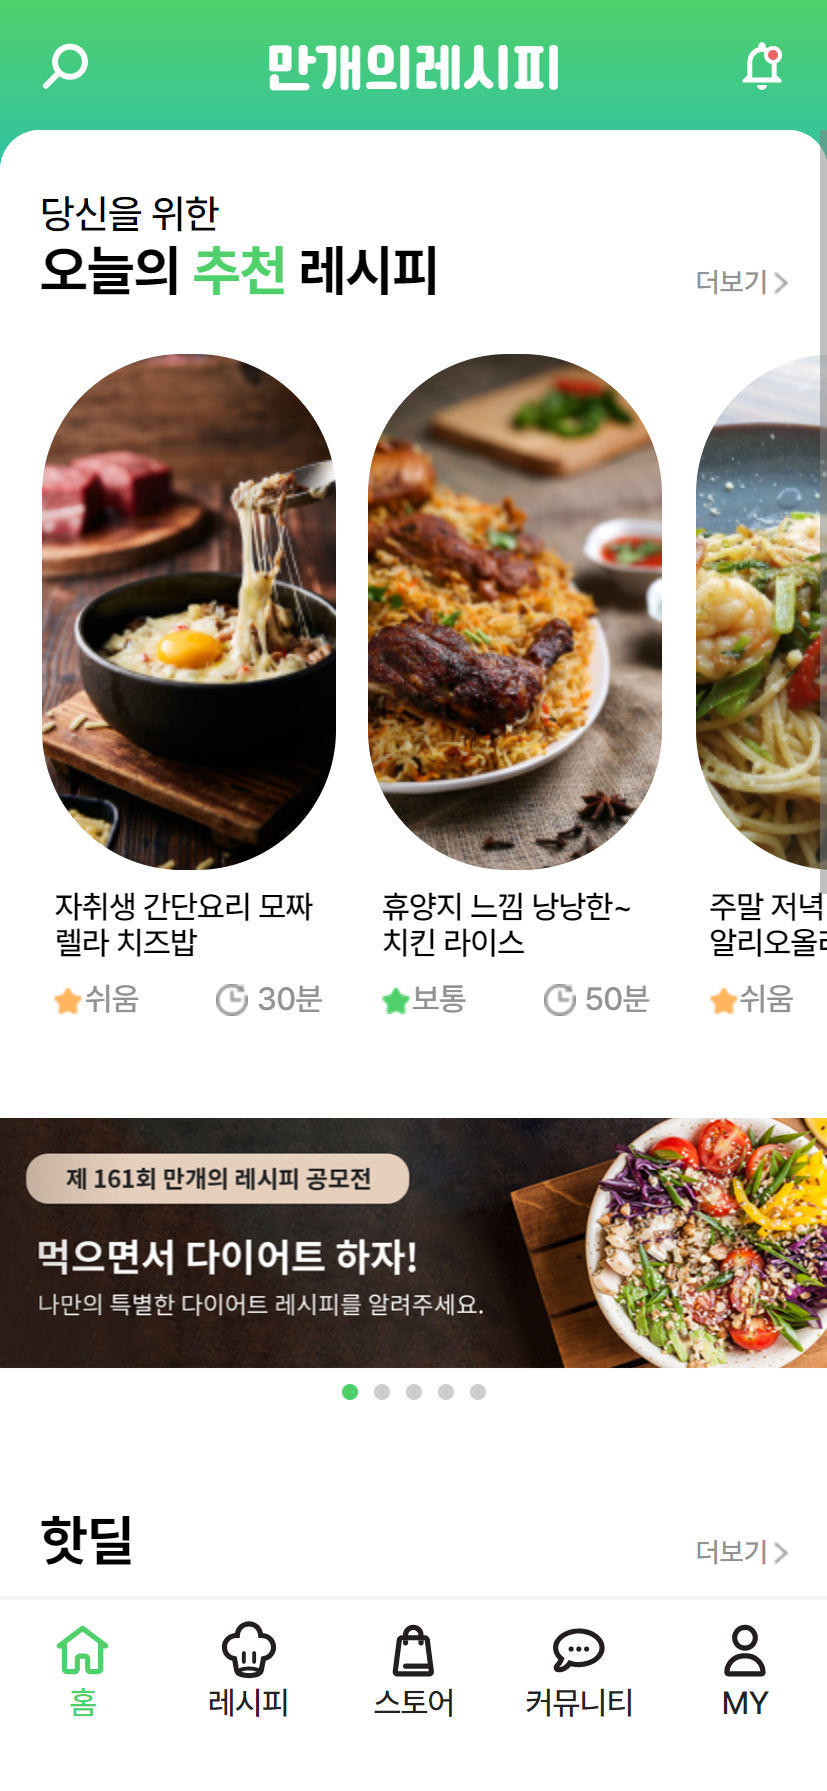 만개의레시피
당신을 위한
오늘의 추천 레시피
더보기
자취생 간단요리 모짜
렐라 치즈밥
쉬움
30분
휴양지 느낌 낭낭한~
치킨 라이스
보통
50분
주말 저녁
알리오올
쉬움
제 161회 만개의 레시피 공모전
먹으면서 다이어트 하자!
나만의 특별한 다이어트 레시피를 알려주세요.
핫딜
더보기
홈
레시피
스토어
커뮤니티
MY